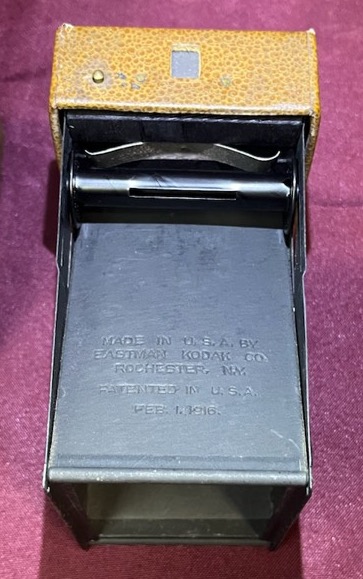 MADE IN U.S.A. BY
EASTMAN KODAK CO.
ROCHESTER, N.Y.
PATENTED IN U.S.A.
FEB. 1, 1916.